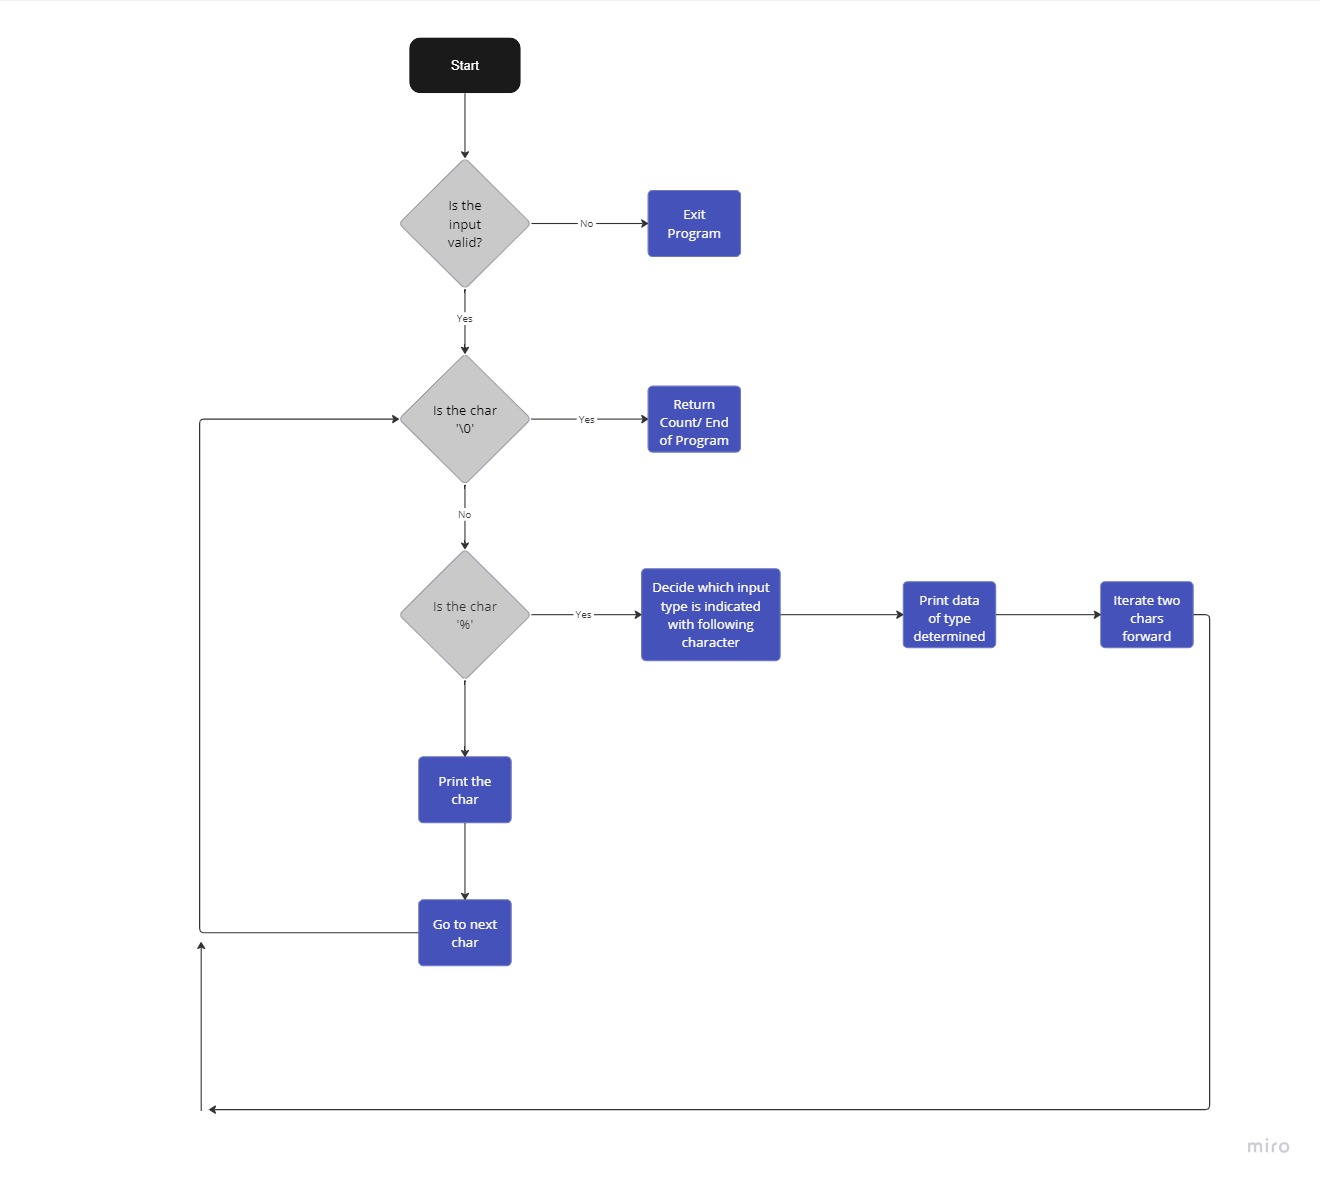 Start
Is the
input
valid?
No
Exit
Program
Yes
Is the char
'\0'
Yes
Return
Count/ End
of Program
No
Is the char
'%'
Yes
Decide which input
type is indicated
with following
character
Print data
of type
determined
Iterate two
chars
forward
Print the
char
Go to next
char
miro